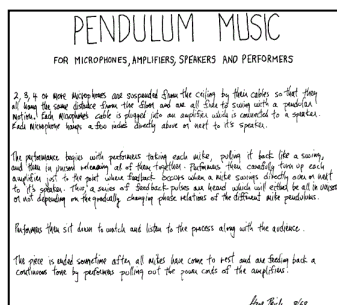 PENDULUM MUSIC
FOR MICROPHONES, AMPLIFIERS, SPEAKERS AND PERFORMERS
2, 3, 4 or more microphones are suspended from the ceiling by their cables so that they
all hang the same distance from the floor and are all free to swing with a pendular
motion. Each microphone's cable is plugged into an amplifier which is connected to a speaker.
Each microphone hangs a few inches directly above or next to it's speaker.
The performance begins with performers taking each mike, pulling it back like a swing,
and then in unison releasing all of them together. Performers then carefully turn up each
amplifier just to the point where feedback occurs when a mike swings directly over or next
to it's speaker. Thus, a series of feedback pulses are heard which will either be all in unison
or not depending on the gradually changing phase relations of the different mike pendulums.
Performers then sit down to watch and listen to the process along with the audience.
The piece is ended sometime after all mikes have come to rest and are feeding back a
continuous tone by performers pulling out the power cords of the amplifiers.
Steve Reich 8/68